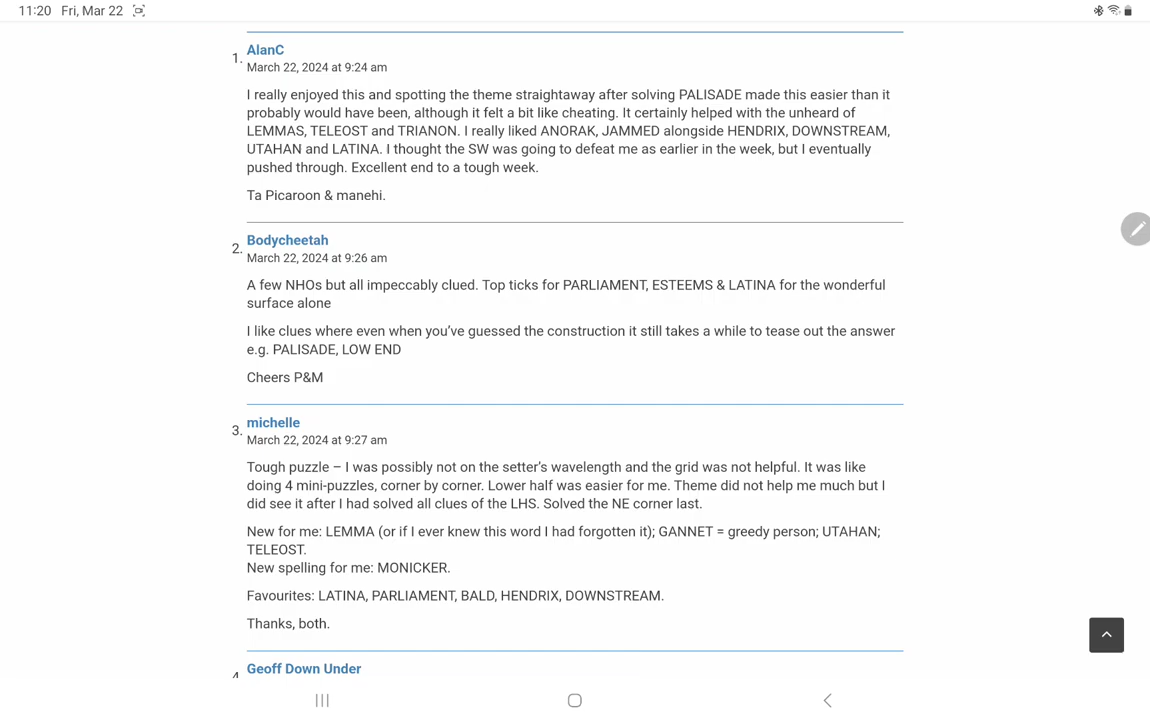 11:20 Fri, Mar 22
1. AlanC
March 22, 2024 at 9:24 am
I really enjoyed this and spotting the theme straightaway after solving PALISADE made this easier than it
probably would have been, although it felt a bit like cheating. It certainly helped with the unheard of
LEMMAS, TELEOST and TRIANON. I really liked ANORAK, JAMMED alongside HENDRIX, DOWNSTREAM,
UTAHAN and LATINA. I thought the SW was going to defeat me as earlier in the week, but I eventually
pushed through. Excellent end to a tough week.
Ta Picaroon & manehi.
2. Bodycheetah
March 22, 2024 at 9:26 am
A few NHOs but all impeccably clued. Top ticks for PARLIAMENT, ESTEEMS & LATINA for the wonderful
surface alone
I like clues where even when you’ve guessed the construction it still takes a while to tease out the answer
e.g. PALISADE, LOW END
Cheers P&M
3. michelle
March 22, 2024 at 9:27 am
Tough puzzle – I was possibly not on the setter’s wavelength and the grid was not helpful. It was like
doing 4 mini-puzzles, corner by corner. Lower half was easier for me. Theme did not help me much but I
did see it after I had solved all clues of the LHS. Solved the NE corner last.
New for me: LEMMA (or if I ever knew this word I had forgotten it); GANNET = greedy person; UTAHAN;
TELEOST.
New spelling for me: MONICKER.
Favourites: LATINA, PARLIAMENT, BALD, HENDRIX, DOWNSTREAM.
Thanks, both.
4 Geoff Down Under